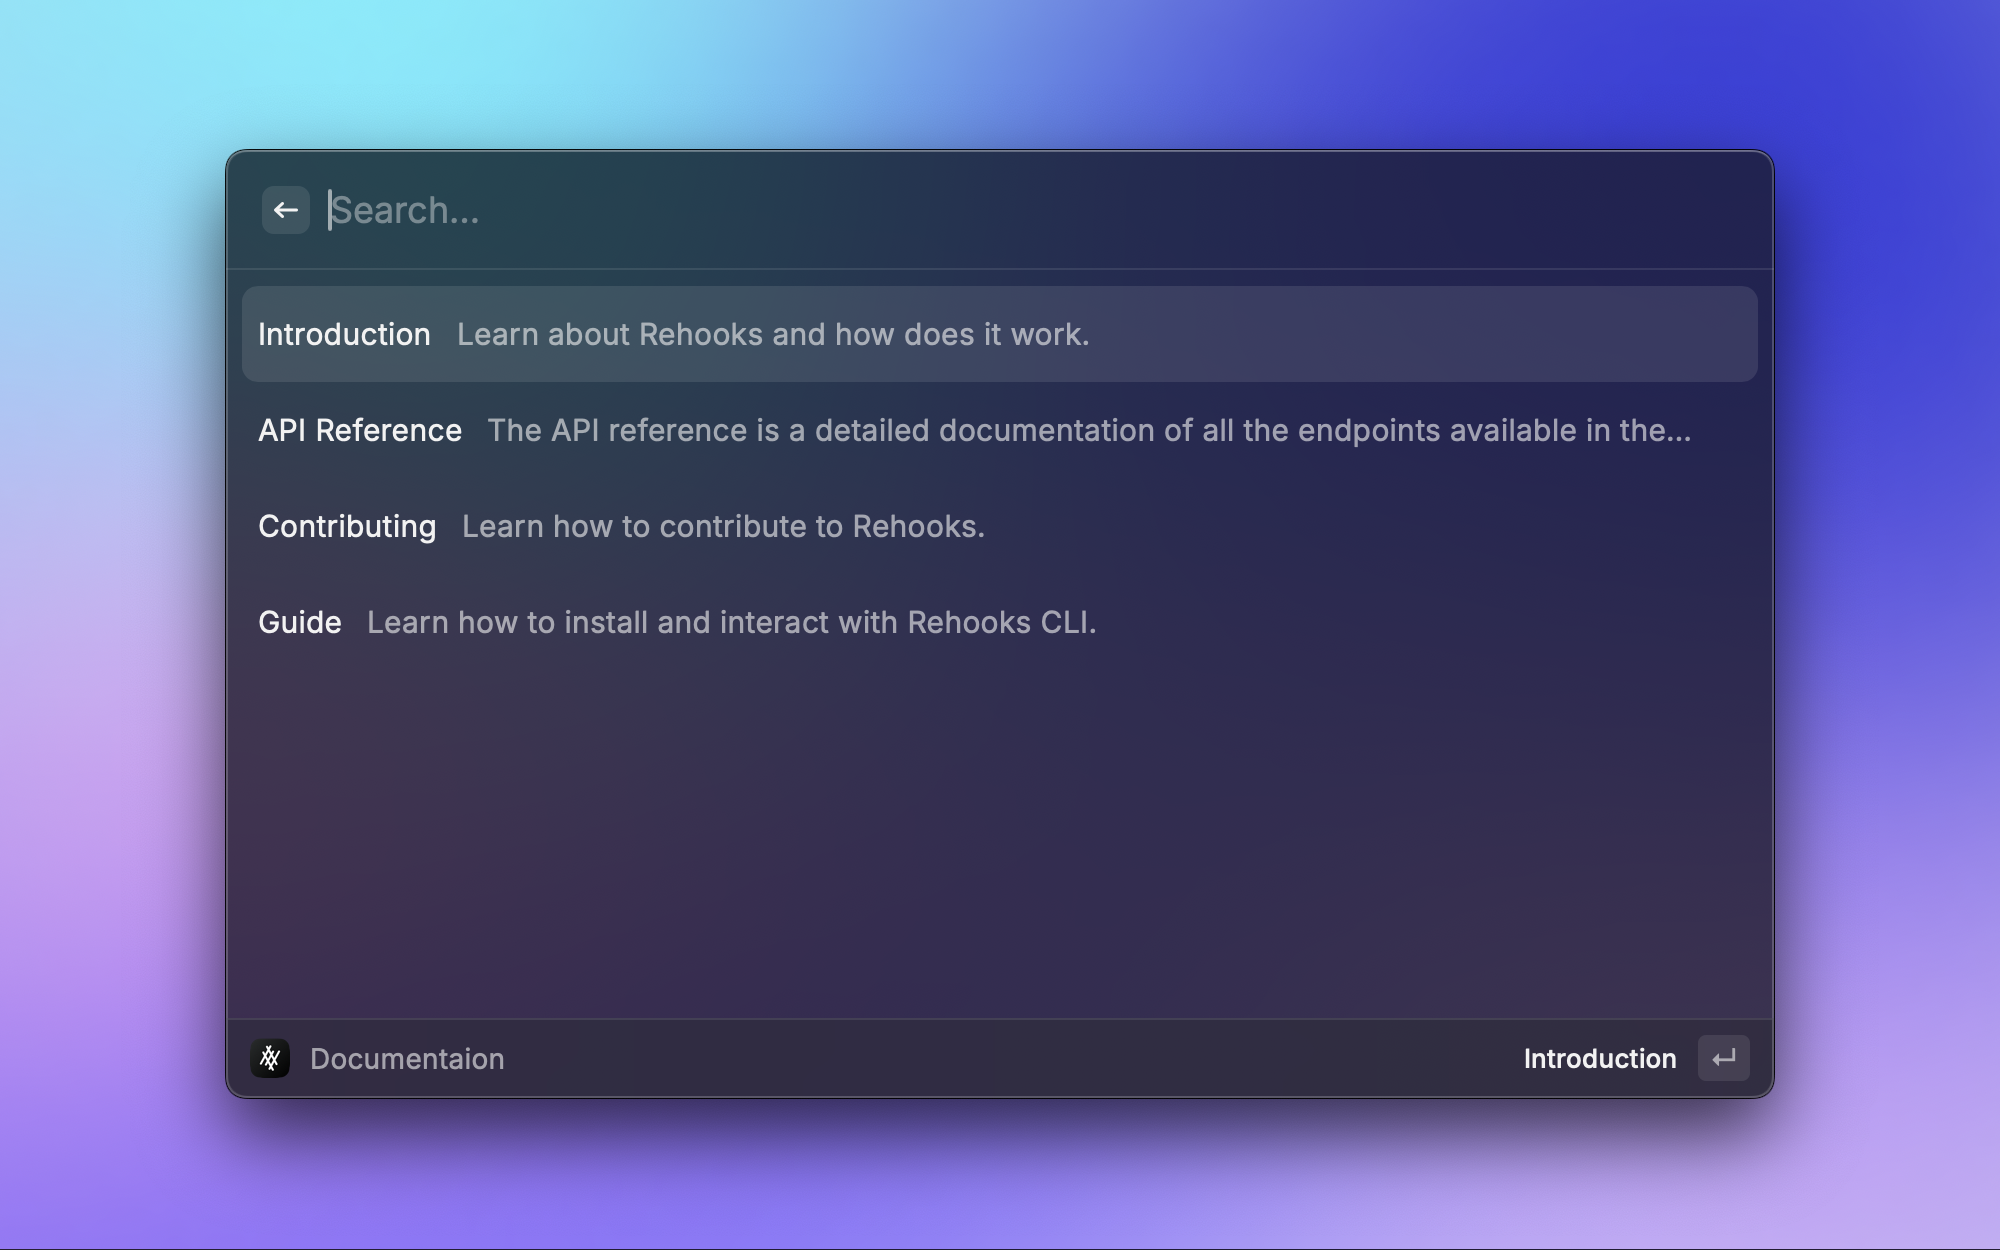 Search...
Introduction Learn about Rehooks and how does it work.
API Reference The API reference is a detailed documentation of all the endpoints available in the...
Contributing Learn how to contribute to Rehooks.
Guide Learn how to install and interact with Rehooks CLI.
Documentaion Introduction